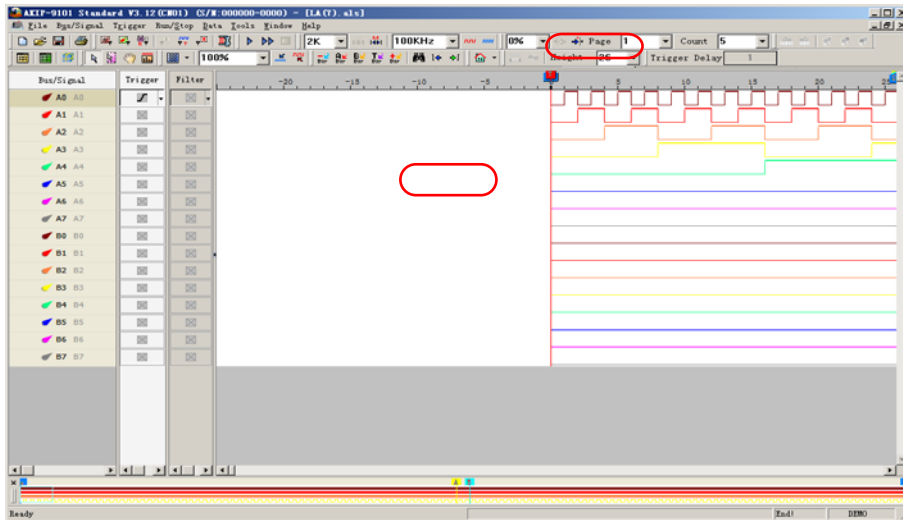 AKIP-9101 Standard V3.12(CN01) (S/N:000000-0000) - [LA(T).als]
File Bus/Signal Trigger Run/Stop Data Tools Window Help
2K 100KHz 0% Page 1 Count 5
100% Height 26 Trigger Delay 1
Bus/Signal Trigger Filter -20 -15 -10 -5 5 10 15 20
A0 A0
A1 A1
A2 A2
A3 A3
A4 A4
A5 A5
A6 A6
A7 A7
B0 B0
B1 B1
B2 B2
B3 B3
B4 B4
B5 B5
B6 B6
B7 B7
A B
Ready End! DEMO